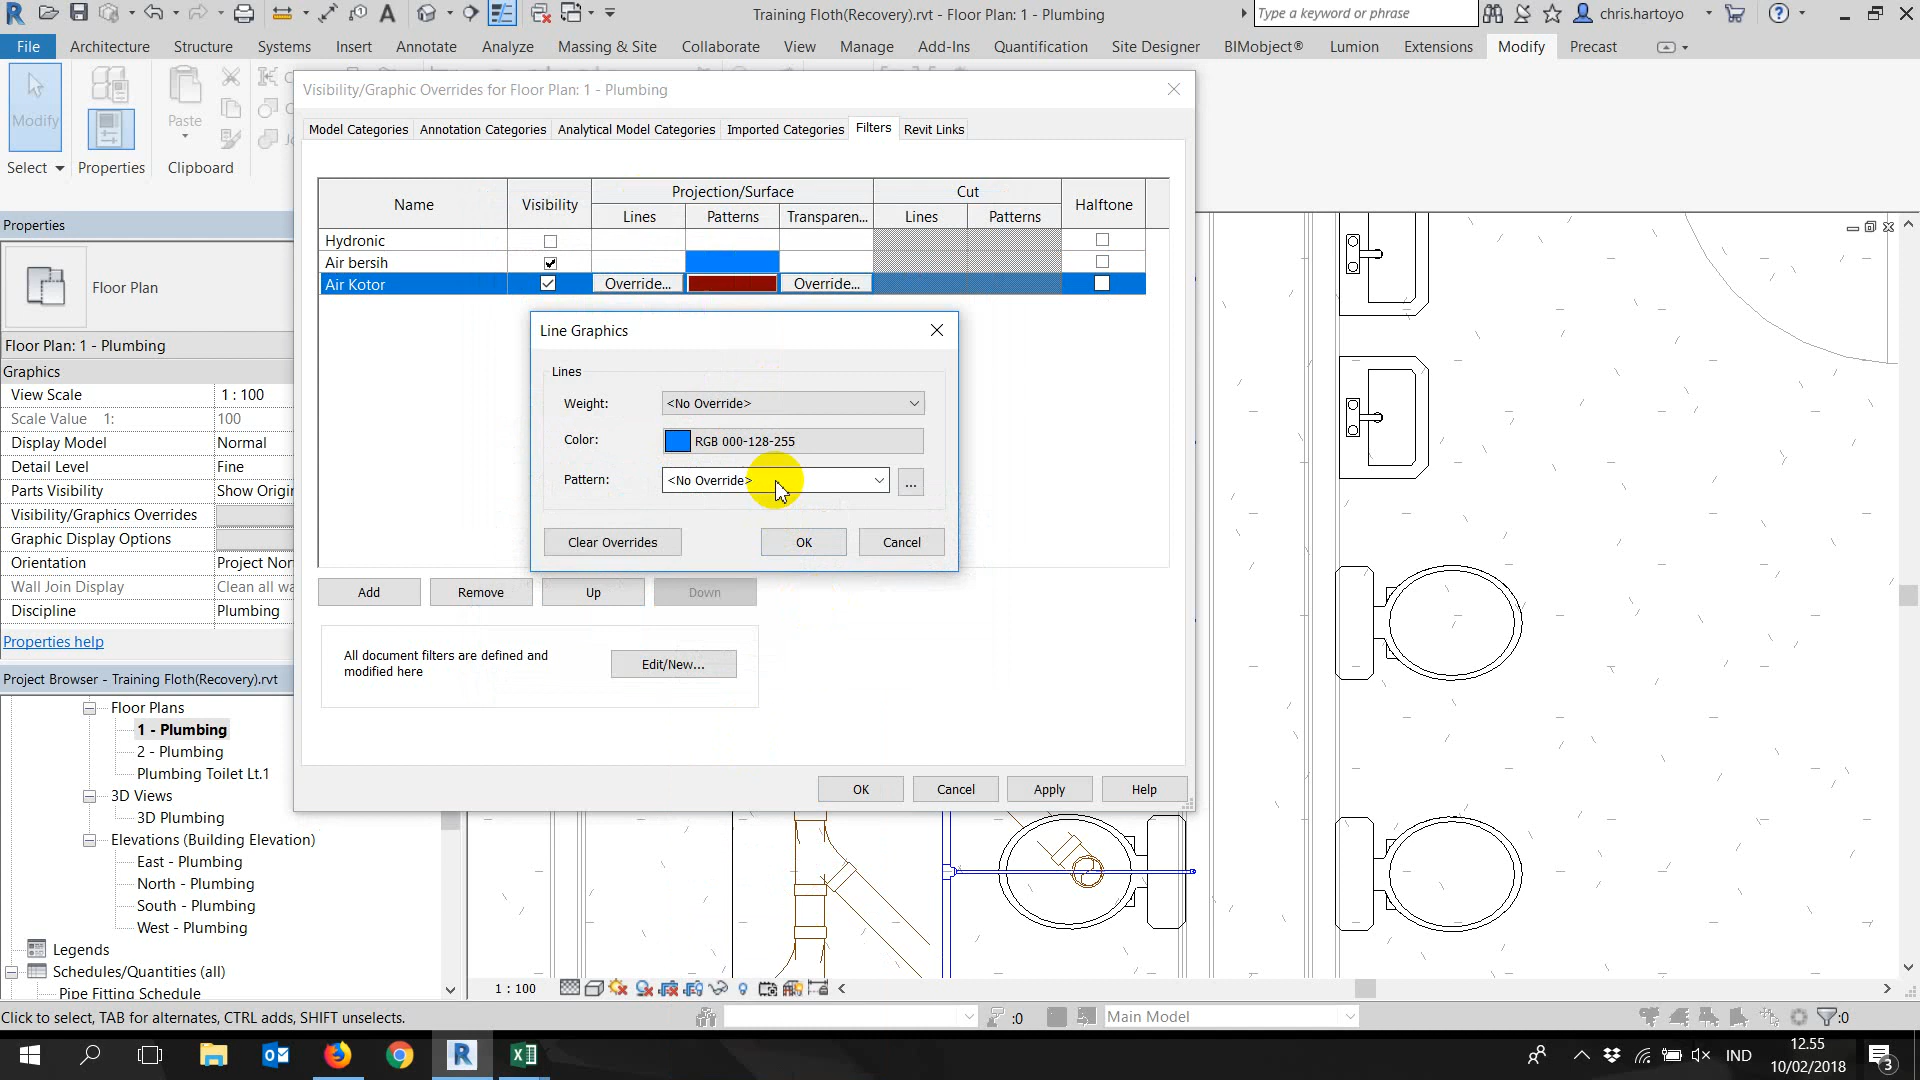 Training Floth(Recovery).rvt - Floor Plan: 1 - Plumbing
Type a keyword or phrase
chris.hartoyo
File Architecture Structure Systems Insert Annotate Analyze Massing & Site Collaborate View Manage Add-Ins Quantification Site Designer BIMobject® Lumion Extensions Modify Precast
Modify
Paste
Select
Properties
Clipboard
Visibility/Graphic Overrides for Floor Plan: 1 - Plumbing
Model Categories Annotation Categories Analytical Model Categories Imported Categories Filters Revit Links
Name Visibility Projection/Surface Cut Halftone
Lines Patterns Transparen... Lines Patterns
Hydronic
Air bersih
Air Kotor Override... Override...
Line Graphics
Lines
Weight: <No Override>
Color: RGB 000-128-255
Pattern: <No Override> ...
Clear Overrides OK Cancel
Add Remove Up Down
All document filters are defined and
modified here
Edit/New...
OK Cancel Apply Help
Properties
Floor Plan
Floor Plan: 1 - Plumbing
Graphics
View Scale 1 : 100
Scale Value 1: 100
Display Model Normal
Detail Level Fine
Parts Visibility Show Origin
Visibility/Graphics Overrides
Graphic Display Options
Orientation Project Nor
Wall Join Display Clean all wa
Discipline Plumbing
Properties help
Project Browser - Training Floth(Recovery).rvt
Floor Plans
1 - Plumbing
2 - Plumbing
Plumbing Toilet Lt.1
3D Views
3D Plumbing
Elevations (Building Elevation)
East - Plumbing
North - Plumbing
South - Plumbing
West - Plumbing
Legends
Schedules/Quantities (all)
Pipe Fitting Schedule
1 : 100
Click to select, TAB for alternates, CTRL adds, SHIFT unselects.
:0
Main Model
:0
IND
12.55
10/02/2018
3